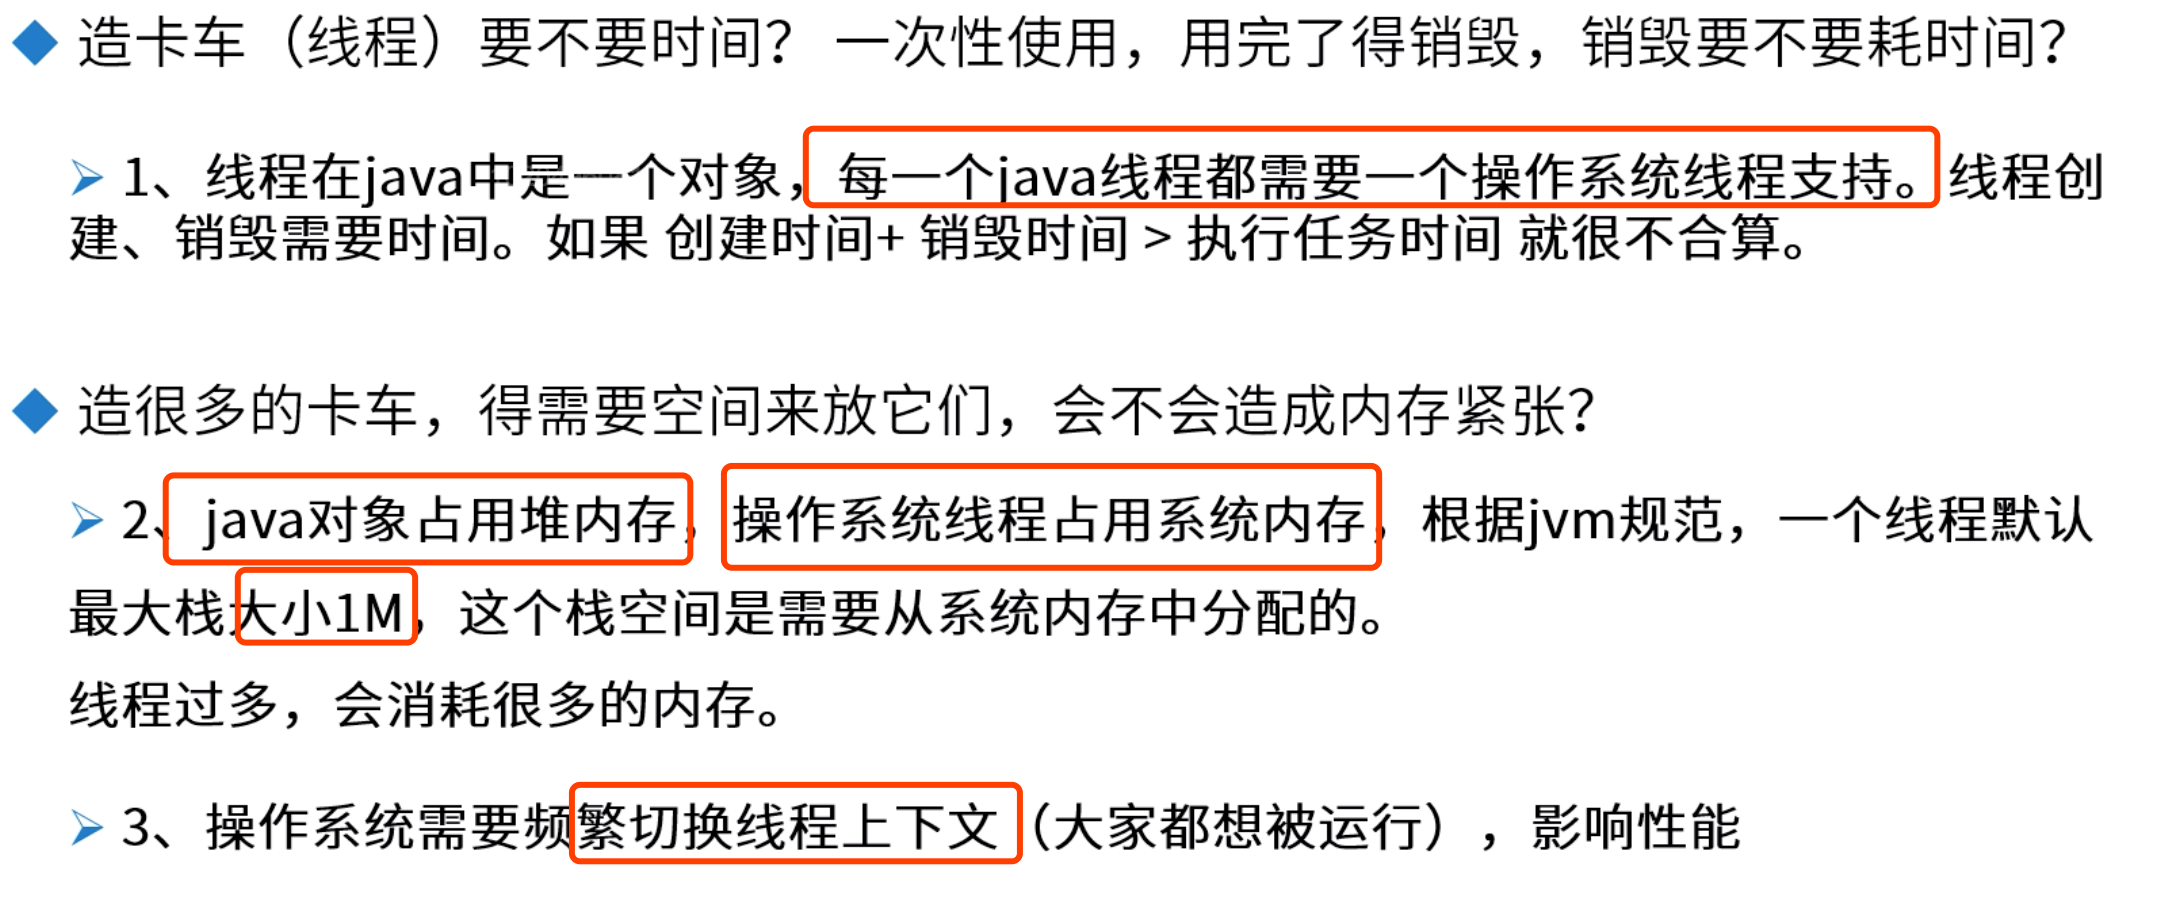 造卡车（线程）要不要时间？ 一次性使用，用完了得销毁，销毁要不要耗时间？
1、线程在java中是一个对象， 每一个java线程都需要一个操作系统线程支持。线程创
建、销毁需要时间。如果 创建时间+ 销毁时间 > 执行任务时间 就很不合算。
造很多的卡车，得需要空间来放它们，会不会造成内存紧张？
2、java对象占用堆内存，操作系统线程占用系统内存，根据jvm规范，一个线程默认
最大栈大小1M，这个栈空间是需要从系统内存中分配的。
线程过多，会消耗很多的内存。
3、操作系统需要频繁切换线程上下文（大家都想被运行），影响性能